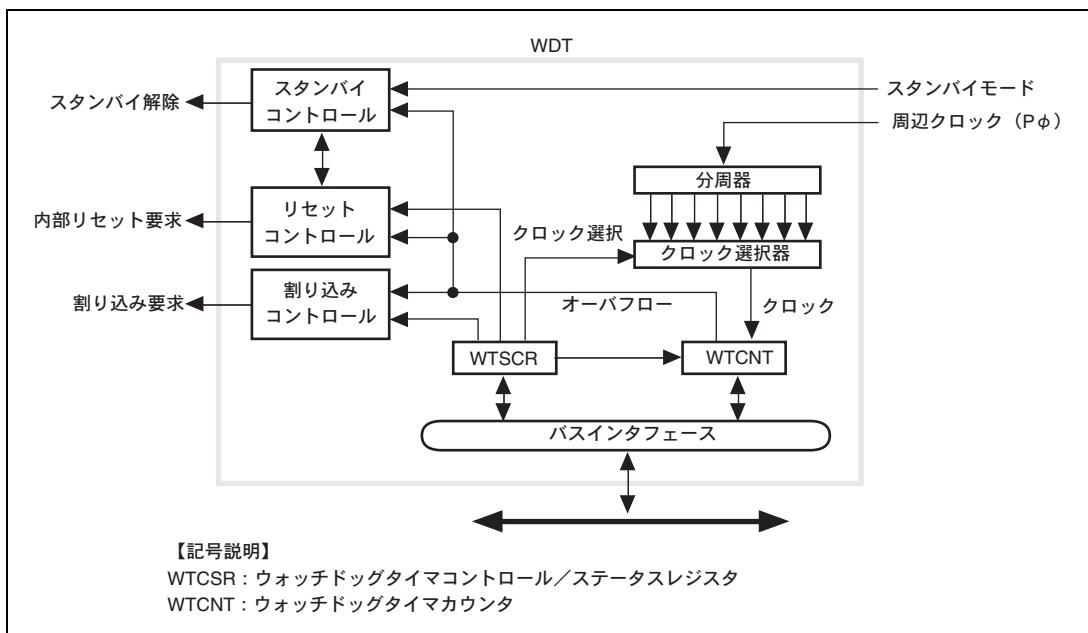 WDT
スタンバイ
コントロール
スタンバイ解除
スタンバイモード
周辺クロック（Pφ）
分周器
リセット
コントロール
内部リセット要求
クロック選択
クロック選択器
割り込み
コントロール
割り込み要求
オーバフロー
クロック
WTSCR
WTCNT
バスインタフェース
【記号説明】
WTCSR：ウォッチドッグタイマコントロール／ステータスレジスタ
WTCNT：ウォッチドッグタイマカウンタ